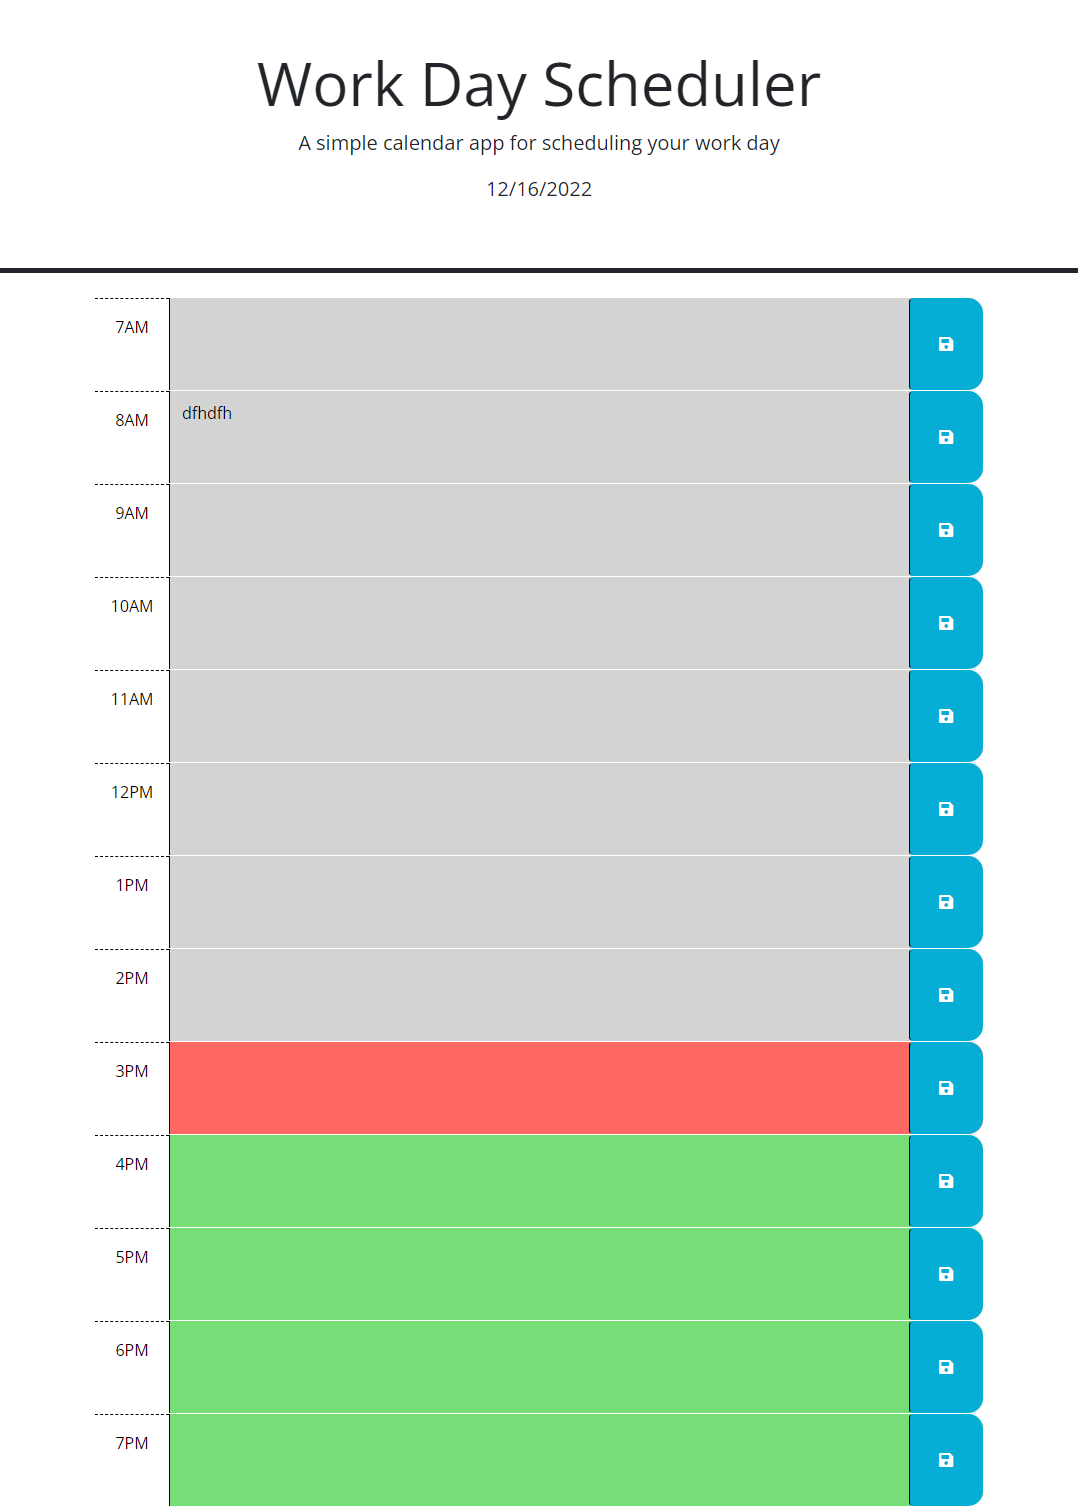 Work Day Scheduler
A simple calendar app for scheduling your work day
12/16/2022
7AM
8AM dfhdfh
9AM
10AM
11AM
12PM
1PM
2PM
3PM
4PM
5PM
6PM
7PM